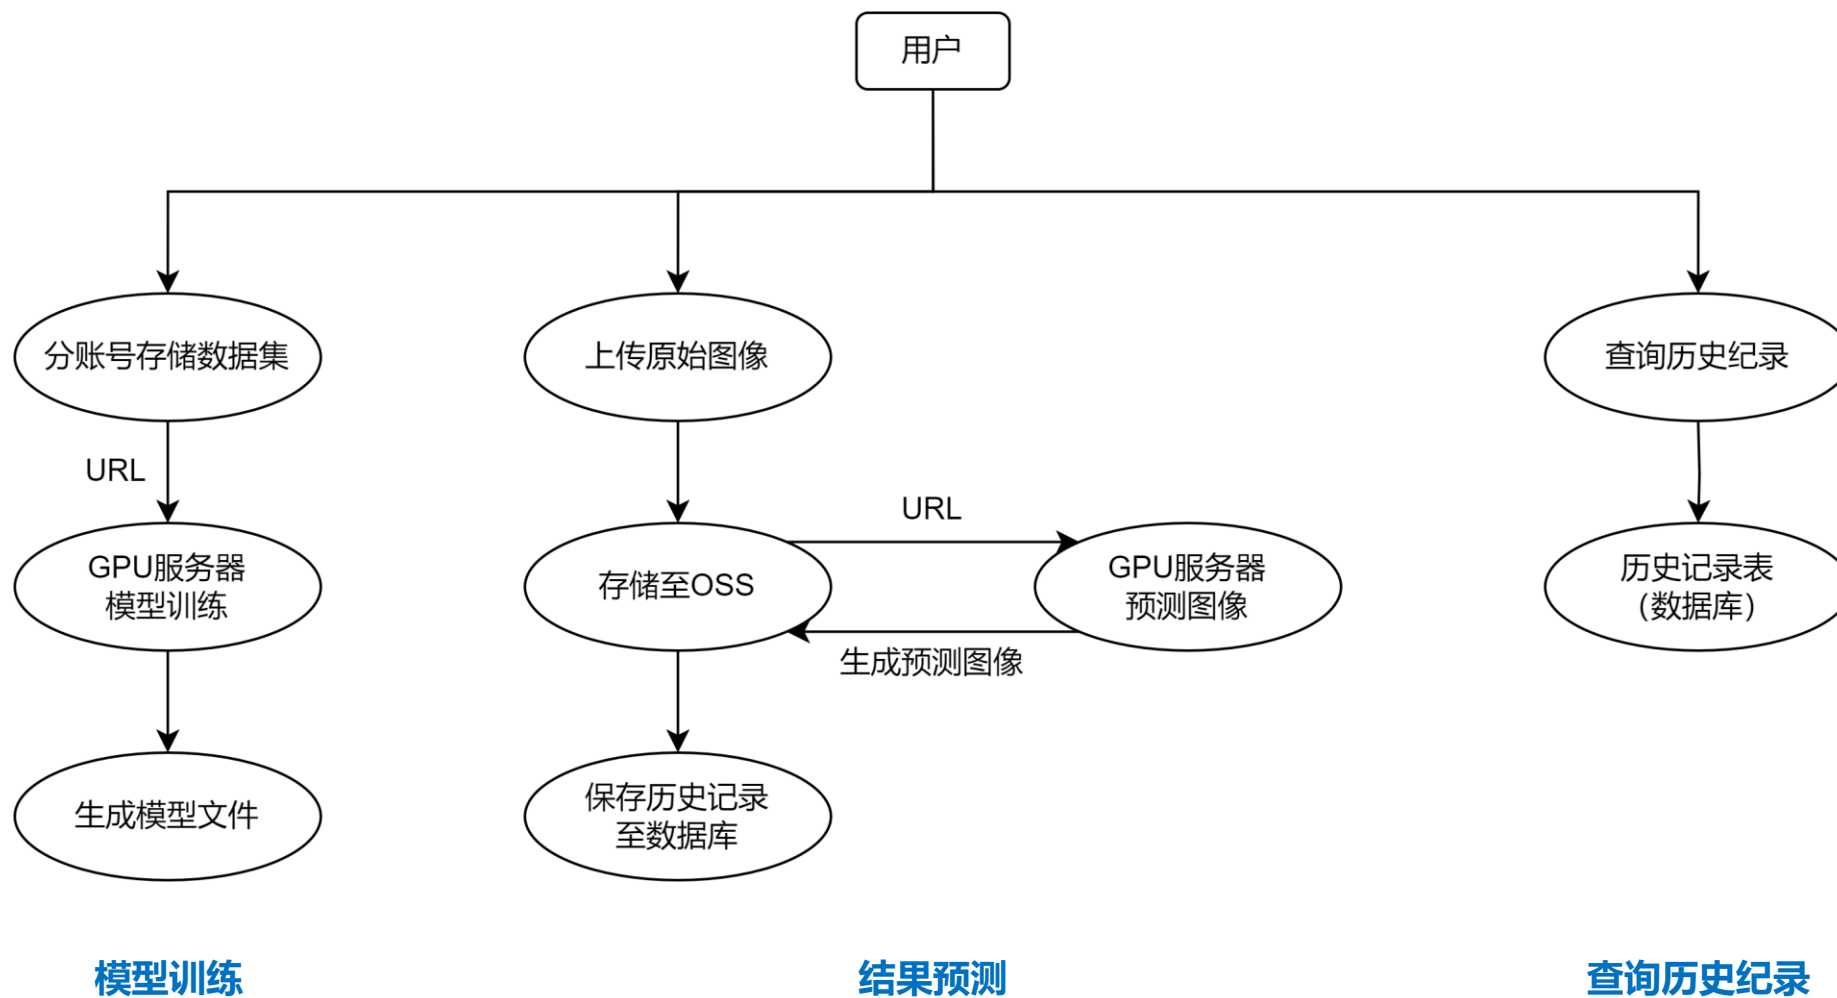 用户
分账号存储数据集
上传原始图像
查询历史纪录
URL
URL
GPU服务器
模型训练
存储至OSS
GPU服务器
预测图像
历史记录表
（数据库）
生成预测图像
生成模型文件
保存历史记录
至数据库
模型训练
结果预测
查询历史纪录